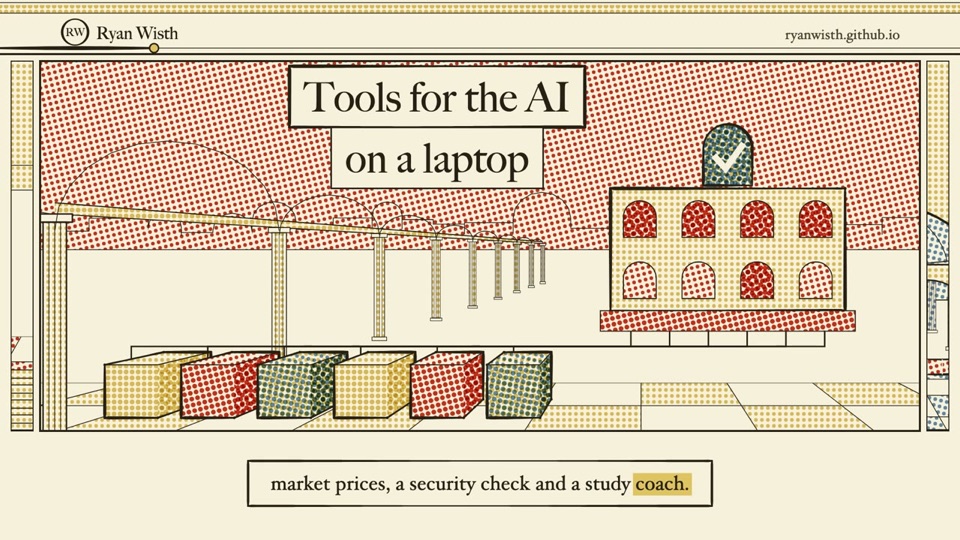 RW Ryan Wisth
ryanwisth.github.io
Tools for the AI
on a laptop
market prices, a security check and a study coach.